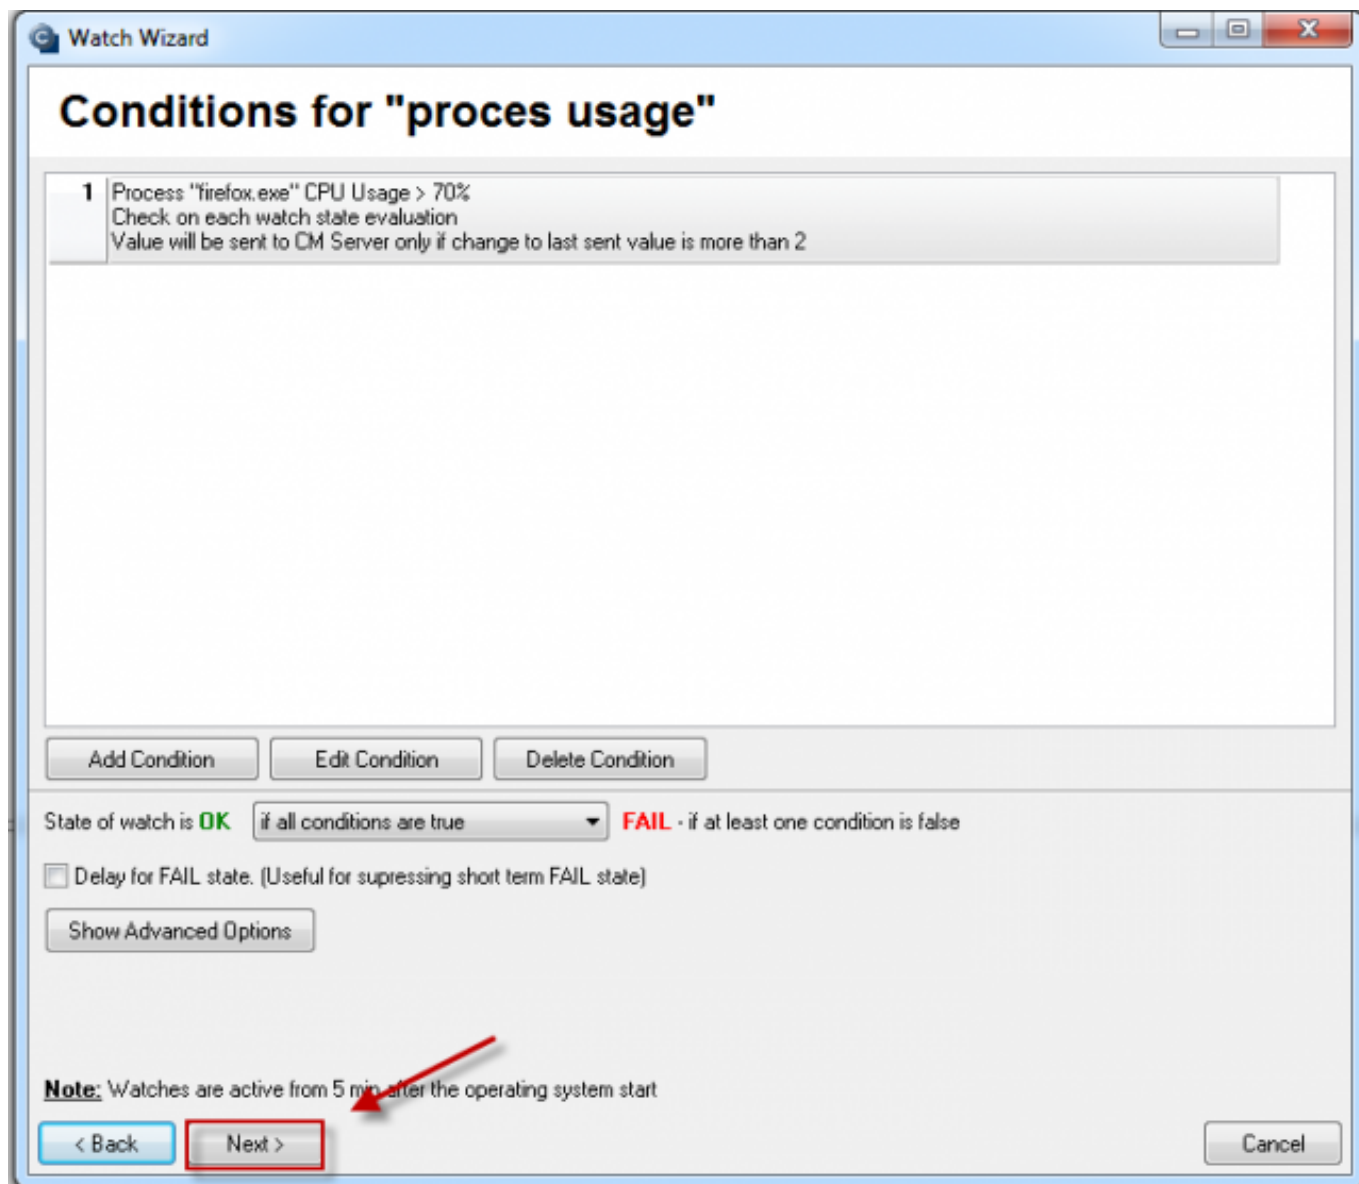 Watch Wizard
Conditions for "proces usage"
1 Process "firefox.exe" CPU Usage > 70%
Check on each watch state evaluation
Value will be sent to CM Server only if change to last sent value is more than 2
Add Condition Edit Condition Delete Condition
State of watch is OK if all conditions are true FAIL - if at least one condition is false
Delay for FAIL state. (Useful for supressing short term FAIL state)
Show Advanced Options
Note: Watches are active from 5 min after the operating system start
< Back Next > Cancel